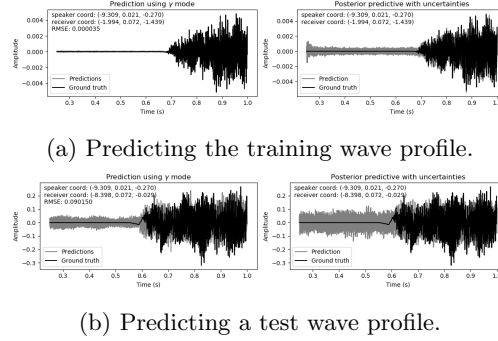 Prediction using γ mode
speaker coord: (-9.309, 0.021, -0.270)
receiver coord: (-1.994, 0.072, -1.439)
RMSE: 0.000035
Amplitude
0.004
0.002
0.000
−0.002
−0.004
Predictions
Ground truth
0.3 0.4 0.5 0.6 0.7 0.8 0.9 1.0
Time (s)
Posterior predictive with uncertainties
speaker coord: (-9.309, 0.021, -0.270)
receiver coord: (-1.994, 0.072, -1.439)
Amplitude
0.004
0.002
0.000
−0.002
−0.004
Predictions
Ground truth
0.3 0.4 0.5 0.6 0.7 0.8 0.9 1.0
Time (s)
(a) Predicting the training wave profile.
Prediction using γ mode
speaker coord: (-9.309, 0.021, -0.270)
receiver coord: (-8.398, 0.072, -0.029)
RMSE: 0.090150
Amplitude
0.2
0.1
0.0
−0.1
−0.2
−0.3
Predictions
Ground truth
0.3 0.4 0.5 0.6 0.7 0.8 0.9 1.0
Time (s)
Posterior predictive with uncertainties
speaker coord: (-9.309, 0.021, -0.270)
receiver coord: (-8.398, 0.072, -0.029)
Amplitude
0.2
0.1
0.0
−0.1
−0.2
−0.3
Predictions
Ground truth
0.3 0.4 0.5 0.6 0.7 0.8 0.9 1.0
Time (s)
(b) Predicting a test wave profile.